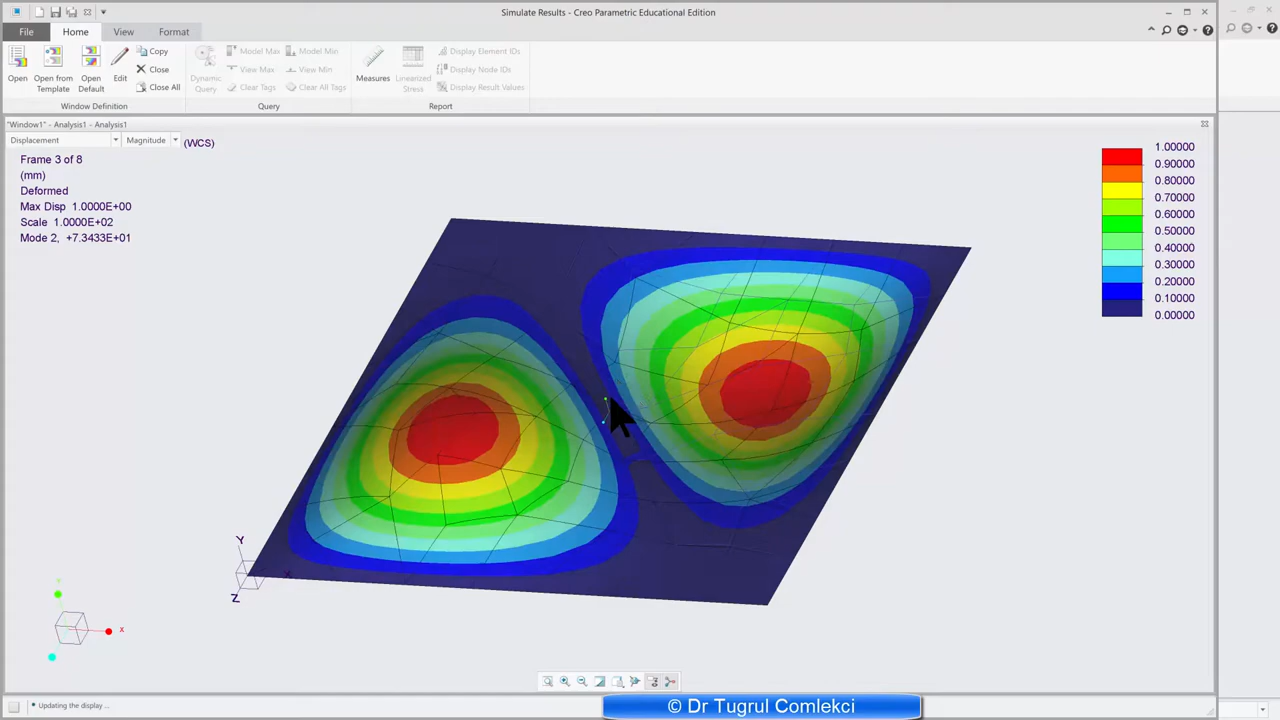 Simulate Results - Creo Parametric Educational Edition
File Home View Format
Open
Open from Template
Open Default
Edit
Copy
Close
Close All
Window Definition
Dynamic Query
Model Max Model Min
View Max View Min
Clear Tags Clear All Tags
Query
Measures
Linearized Stress
Display Element IDs
Display Node IDs
Display Result Values
Report
"Window1" - Analysis1 - Analysis1
Displacement Magnitude (WCS)
Frame 3 of 8
(mm)
Deformed
Max Disp 1.0000E+00
Scale 1.0000E+02
Mode 2, +7.3433E+01
1.00000
0.90000
0.80000
0.70000
0.60000
0.50000
0.40000
0.30000
0.20000
0.10000
0.00000
Y
X
Z
x
Updating the display ...
© Dr Tugrul Comlekci